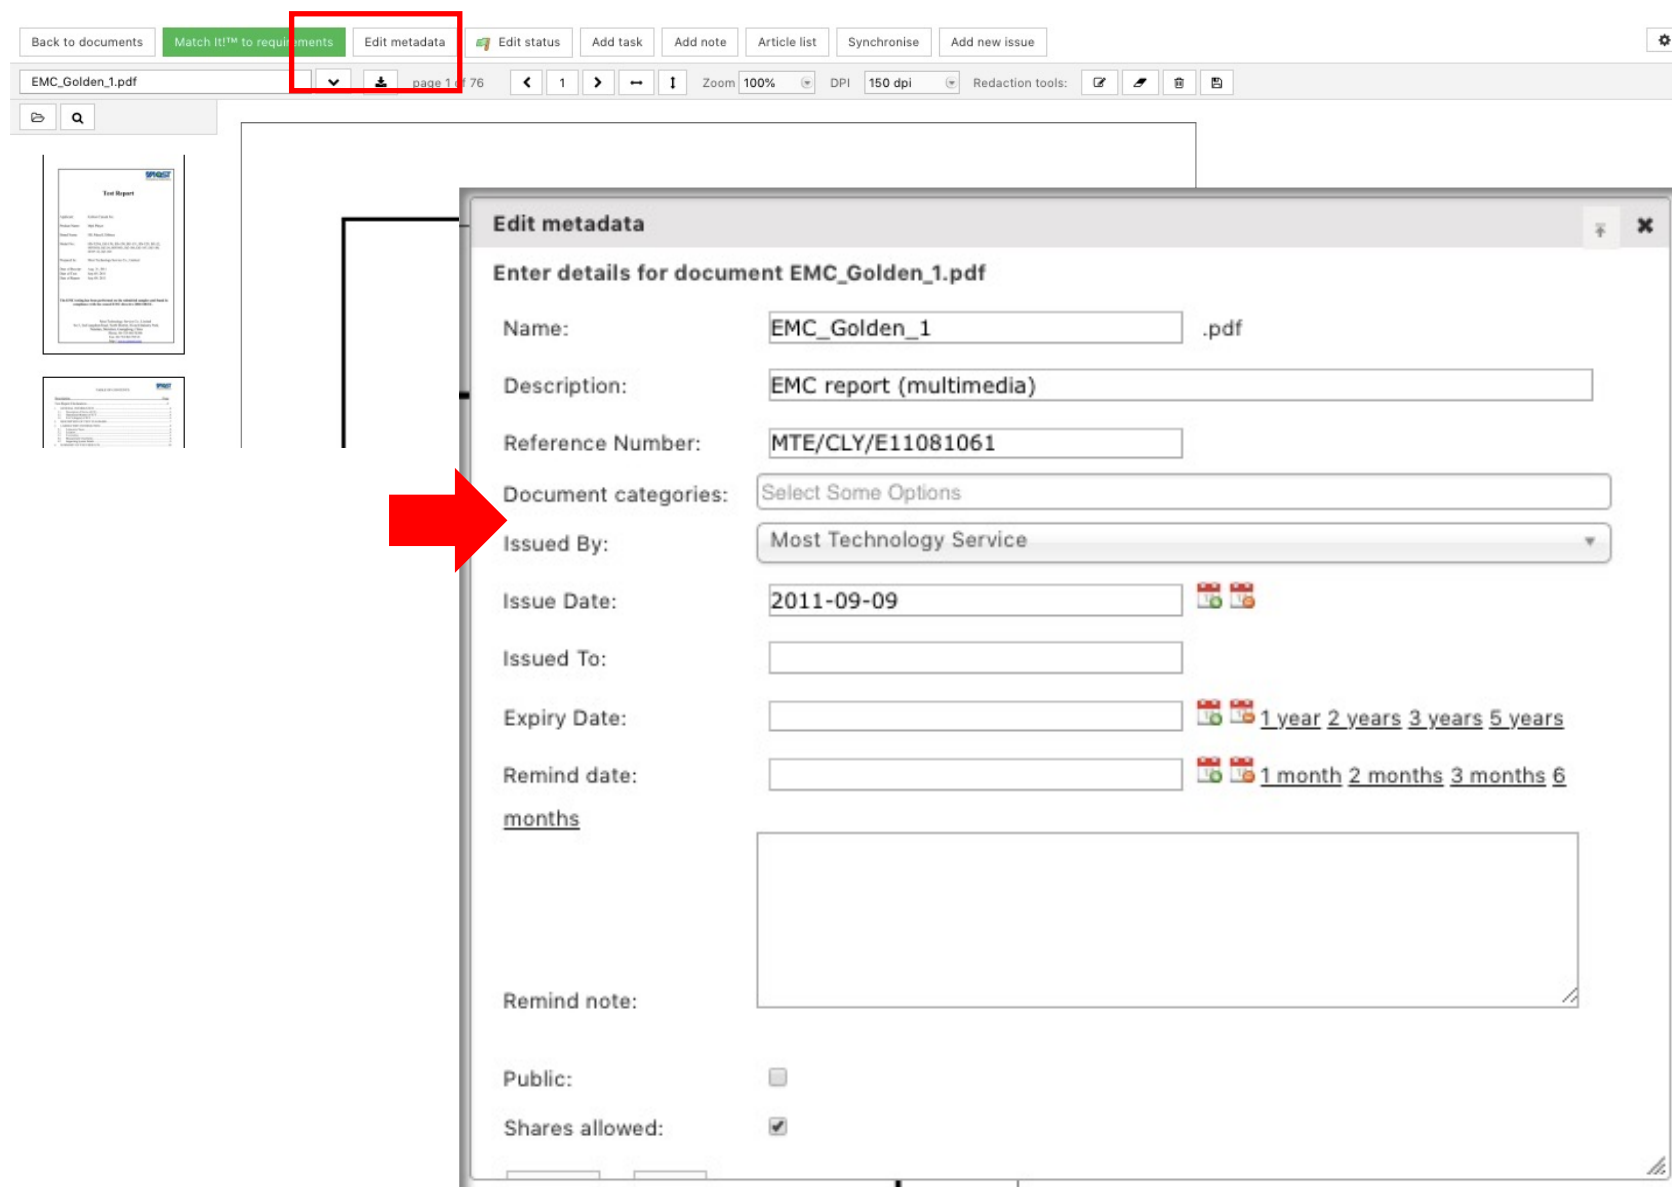 Back to documents Match It!™ to requirements Edit metadata Edit status Add task Add note Article list Synchronise Add new issue
EMC_Golden_1.pdf page 1 of 76 1 Zoom 100% DPI 150 dpi Redaction tools:
Test Report
Edit metadata
Enter details for document EMC_Golden_1.pdf
Name: EMC_Golden_1 .pdf
Description: EMC report (multimedia)
Reference Number: MTE/CLY/E11081061
Document categories: Select Some Options
Issued By: Most Technology Service
Issue Date: 2011-09-09
Issued To:
Expiry Date: 1 year 2 years 3 years 5 years
Remind date: 1 month 2 months 3 months 6
months
Remind note:
Public:
Shares allowed: